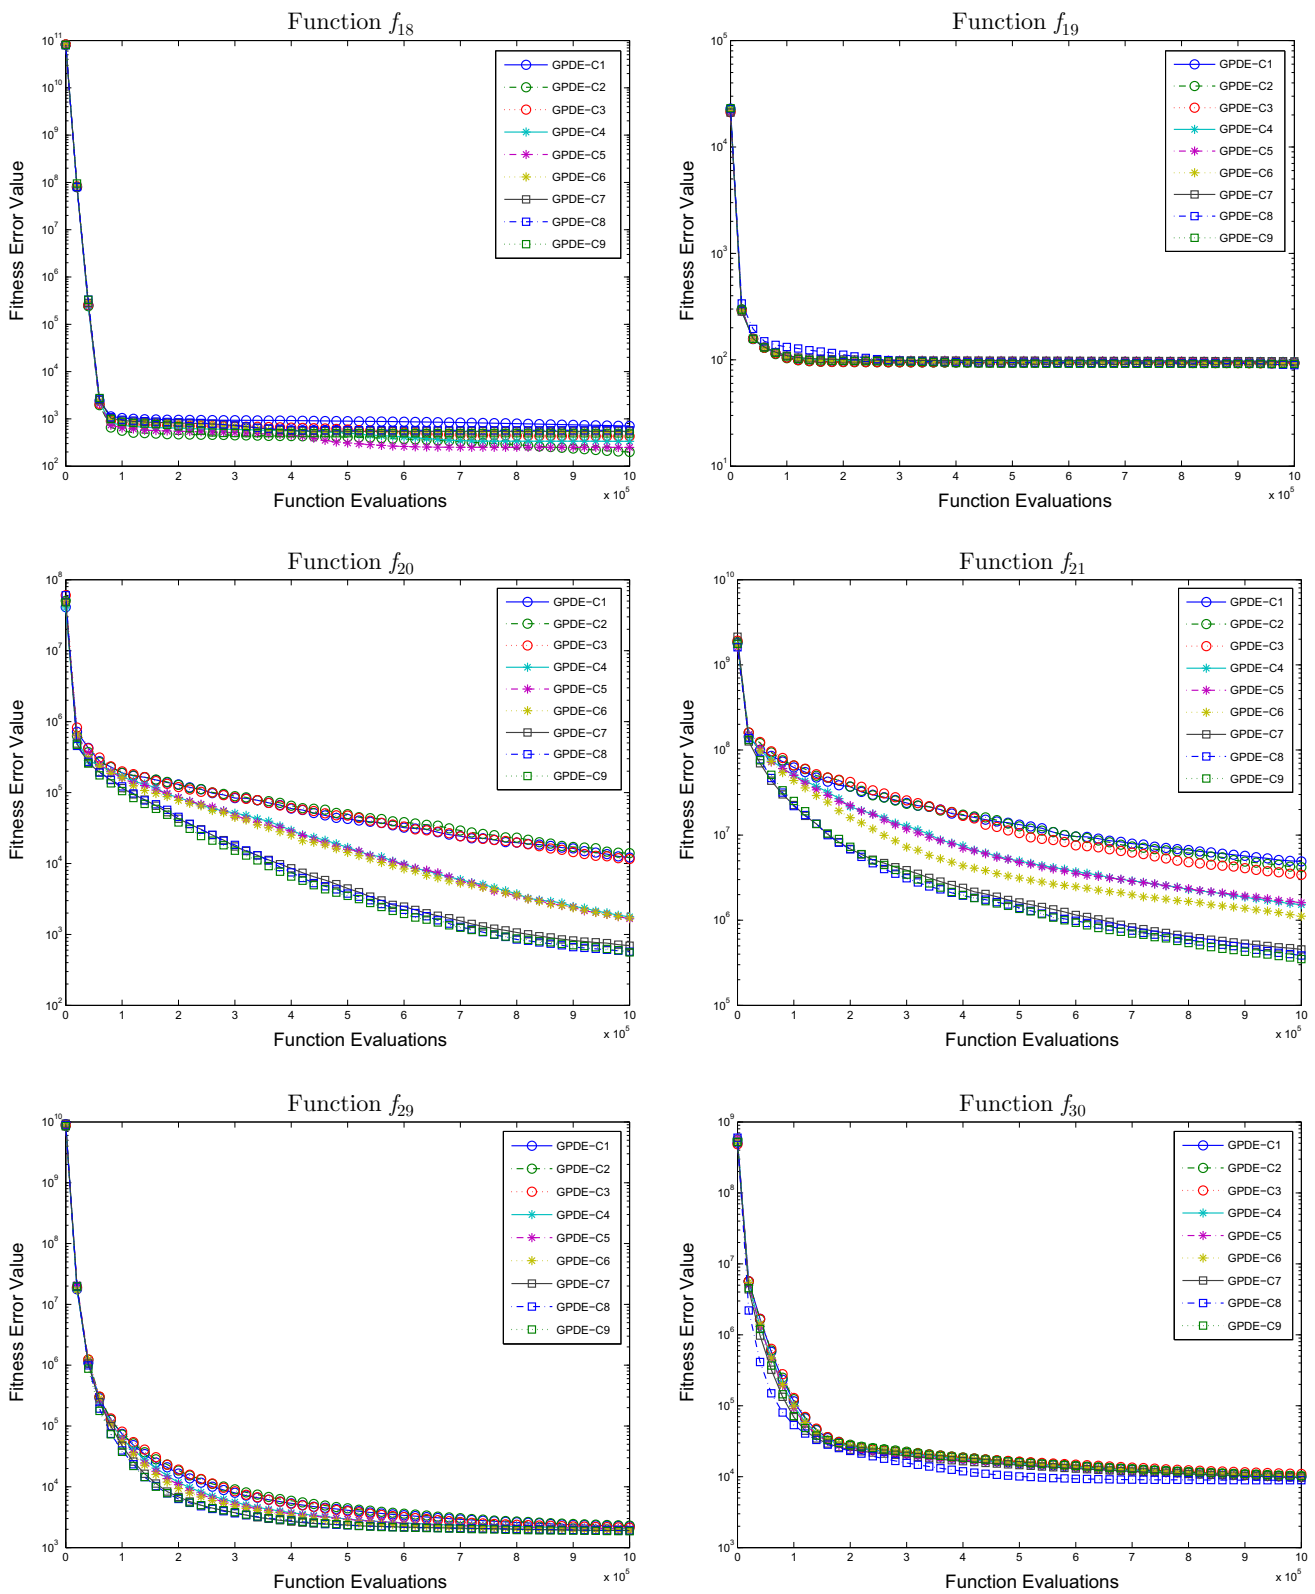 Function f18
Fitness Error Value
10^11
10^10
10^9
10^8
10^7
10^6
10^5
10^4
10^3
10^2
GPDE-C1
GPDE-C2
GPDE-C3
GPDE-C4
GPDE-C5
GPDE-C6
GPDE-C7
GPDE-C8
GPDE-C9
0 1 2 3 4 5 6 7 8 9 10
x 10^5
Function Evaluations
Function f19
Fitness Error Value
10^5
10^4
10^3
10^2
10^1
GPDE-C1
GPDE-C2
GPDE-C3
GPDE-C4
GPDE-C5
GPDE-C6
GPDE-C7
GPDE-C8
GPDE-C9
0 1 2 3 4 5 6 7 8 9 10
x 10^5
Function Evaluations
Function f20
Fitness Error Value
10^8
10^7
10^6
10^5
10^4
10^3
10^2
GPDE-C1
GPDE-C2
GPDE-C3
GPDE-C4
GPDE-C5
GPDE-C6
GPDE-C7
GPDE-C8
GPDE-C9
0 1 2 3 4 5 6 7 8 9 10
x 10^5
Function Evaluations
Function f21
Fitness Error Value
10^10
10^9
10^8
10^7
10^6
10^5
GPDE-C1
GPDE-C2
GPDE-C3
GPDE-C4
GPDE-C5
GPDE-C6
GPDE-C7
GPDE-C8
GPDE-C9
0 1 2 3 4 5 6 7 8 9 10
x 10^5
Function Evaluations
Function f29
Fitness Error Value
10^10
10^9
10^8
10^7
10^6
10^5
10^4
10^3
GPDE-C1
GPDE-C2
GPDE-C3
GPDE-C4
GPDE-C5
GPDE-C6
GPDE-C7
GPDE-C8
GPDE-C9
0 1 2 3 4 5 6 7 8 9 10
x 10^5
Function Evaluations
Function f30
Fitness Error Value
10^9
10^8
10^7
10^6
10^5
10^4
10^3
GPDE-C1
GPDE-C2
GPDE-C3
GPDE-C4
GPDE-C5
GPDE-C6
GPDE-C7
GPDE-C8
GPDE-C9
0 1 2 3 4 5 6 7 8 9 10
x 10^5
Function Evaluations